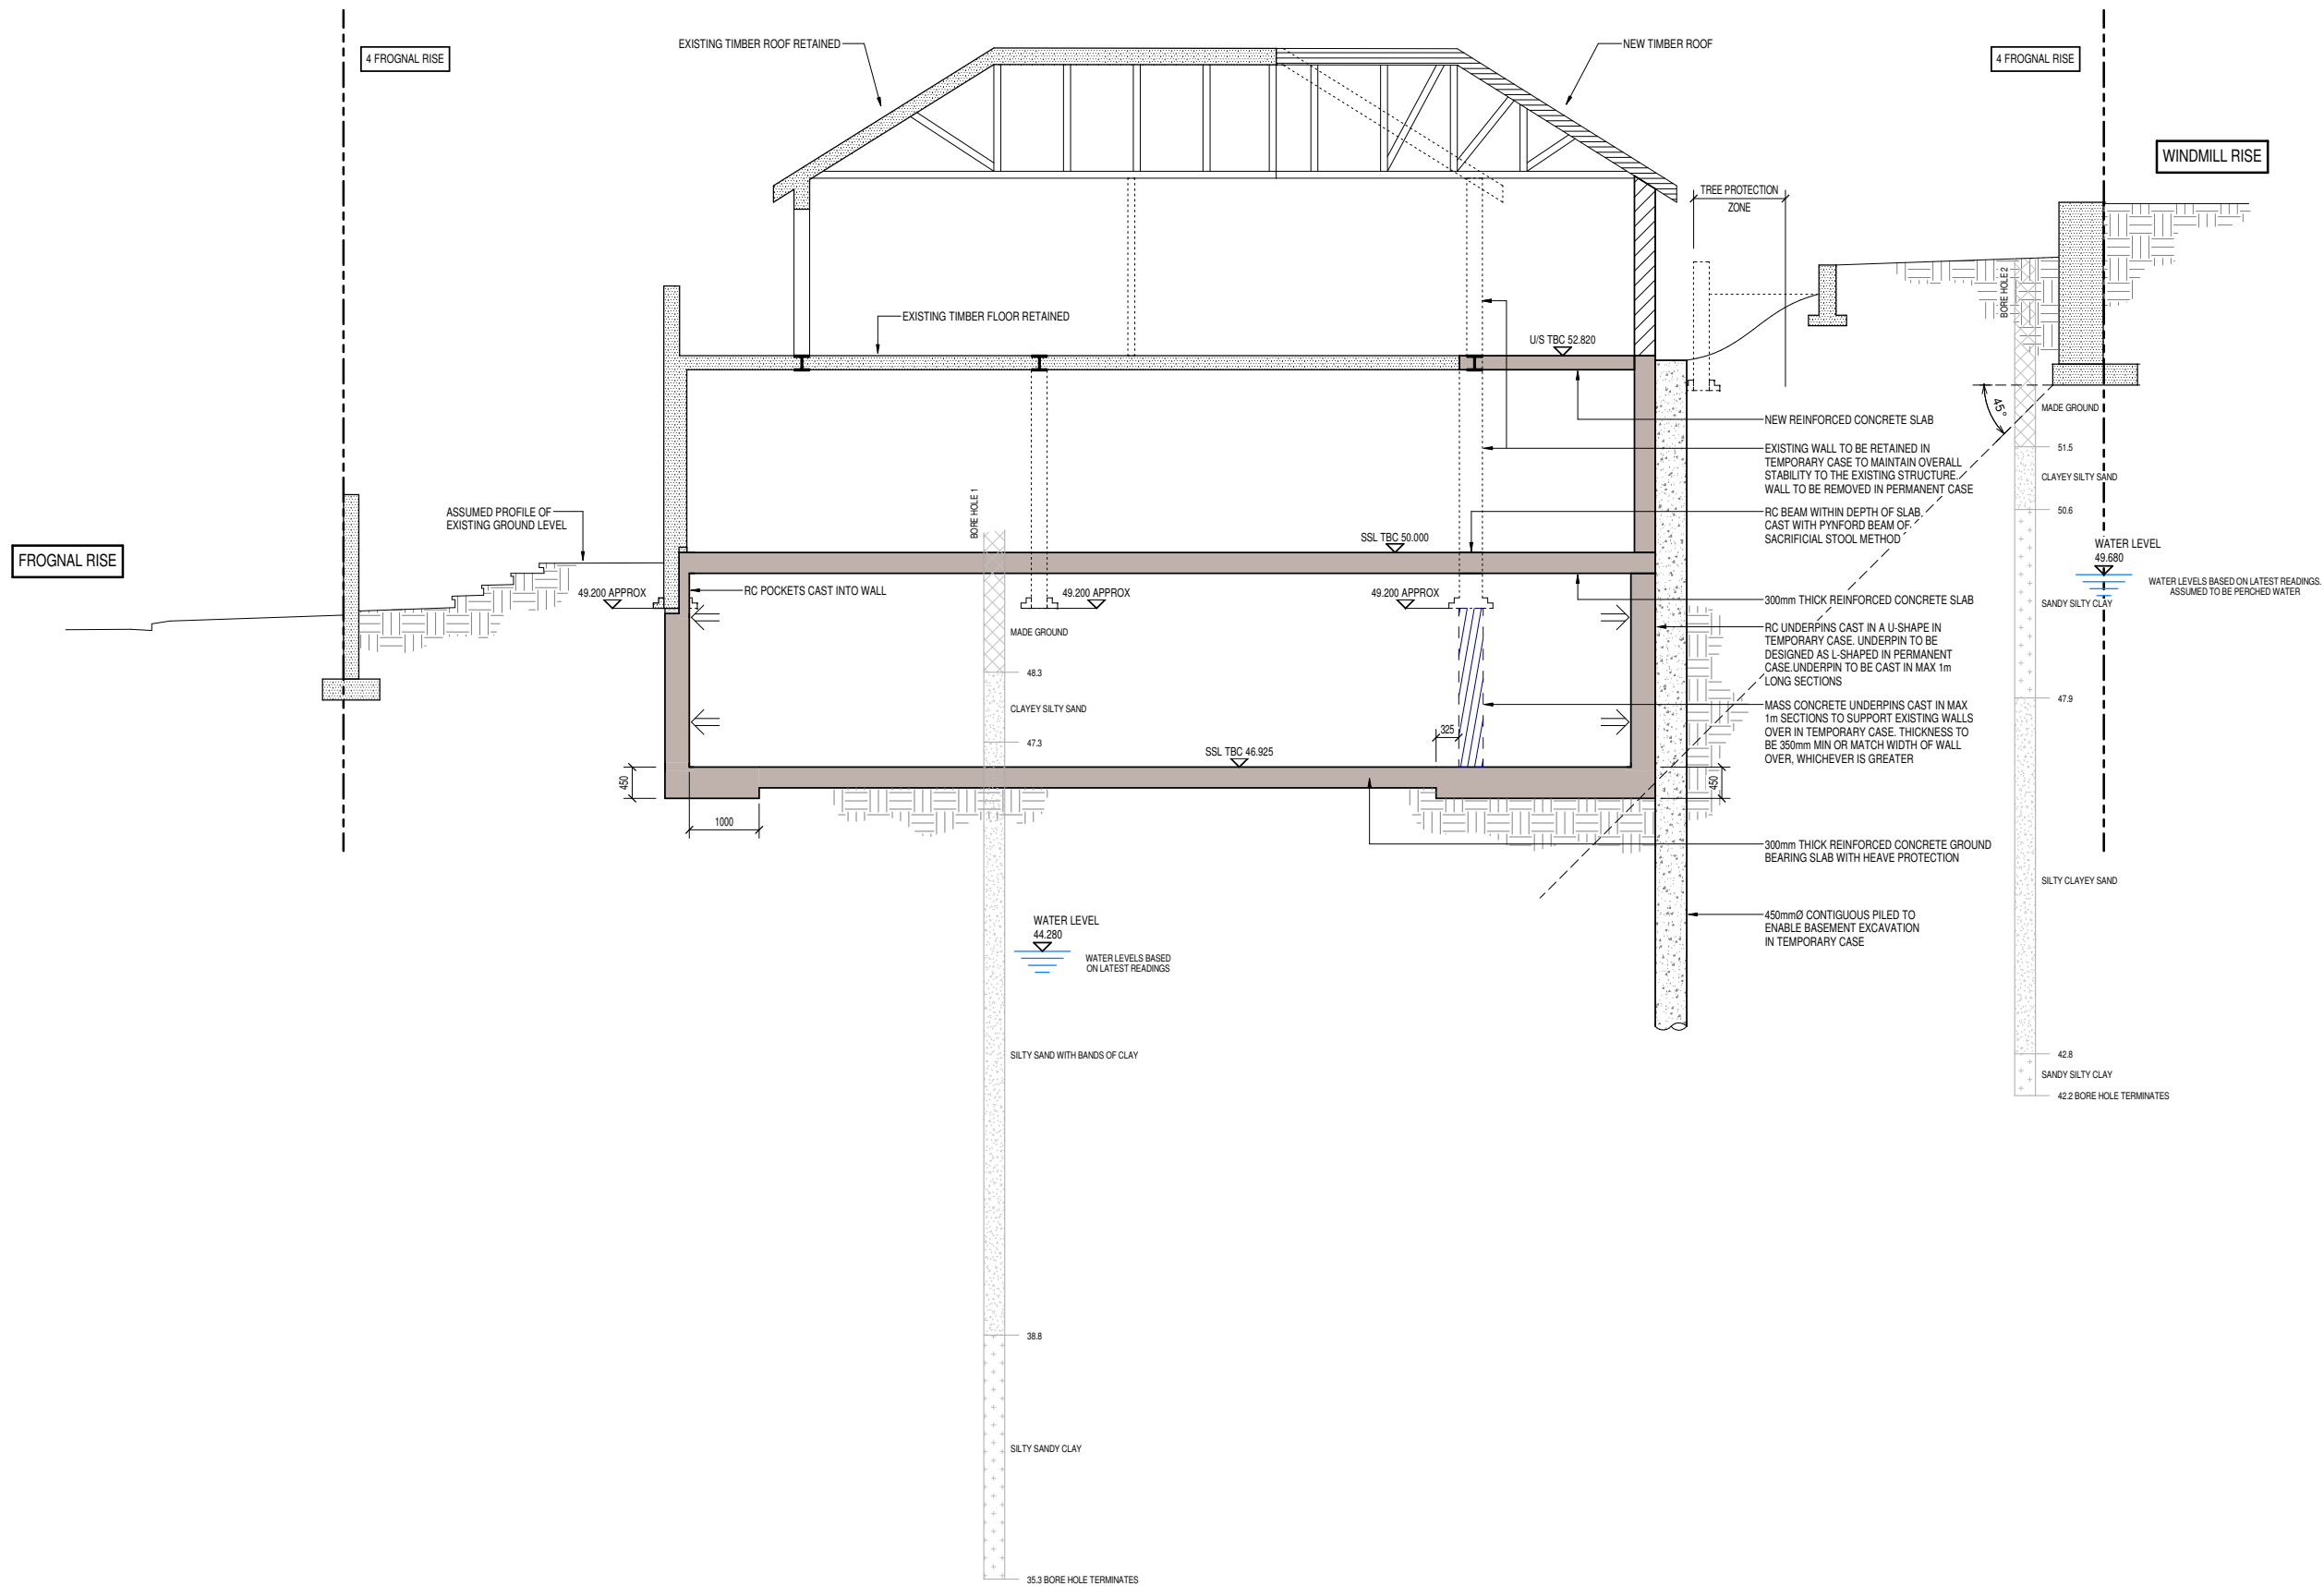 EXISTING TIMBER ROOF RETAINED
NEW TIMBER ROOF
4 FROGNAL RISE
4 FROGNAL RISE
WINDMILL RISE
TREE PROTECTION
ZONE
BORE HOLE 2
EXISTING TIMBER FLOOR RETAINED
U/S TBC 52.820
45°
MADE GROUND
NEW REINFORCED CONCRETE SLAB
51.5
EXISTING WALL TO BE RETAINED IN
TEMPORARY CASE TO MAINTAIN OVERALL
STABILITY TO THE EXISTING STRUCTURE.
WALL TO BE REMOVED IN PERMANENT CASE
CLAYEY SILTY SAND
50.6
BORE HOLE 1
ASSUMED PROFILE OF
EXISTING GROUND LEVEL
RC BEAM WITHIN DEPTH OF SLAB,
CAST WITH PYNFORD BEAM OF
SACRIFICIAL STOOL METHOD
FROGNAL RISE
SSL TBC 50.000
WATER LEVEL
49.680
WATER LEVELS BASED ON LATEST READINGS.
ASSUMED TO BE PERCHED WATER
49.200 APPROX
RC POCKETS CAST INTO WALL
49.200 APPROX
49.200 APPROX
300mm THICK REINFORCED CONCRETE SLAB
SANDY SILTY CLAY
MADE GROUND
RC UNDERPINS CAST IN A U-SHAPE IN
TEMPORARY CASE. UNDERPIN TO BE
DESIGNED AS L-SHAPED IN PERMANENT
CASE.UNDERPIN TO BE CAST IN MAX 1m
LONG SECTIONS
48.3
47.9
CLAYEY SILTY SAND
MASS CONCRETE UNDERPINS CAST IN MAX
1m SECTIONS TO SUPPORT EXISTING WALLS
OVER IN TEMPORARY CASE. THICKNESS TO
BE 350mm MIN OR MATCH WIDTH OF WALL
OVER, WHICHEVER IS GREATER
325
47.3
SSL TBC 46.925
450
450
1000
300mm THICK REINFORCED CONCRETE GROUND
BEARING SLAB WITH HEAVE PROTECTION
SILTY CLAYEY SAND
450mmØ CONTIGUOUS PILED TO
ENABLE BASEMENT EXCAVATION
IN TEMPORARY CASE
WATER LEVEL
44.280
WATER LEVELS BASED
ON LATEST READINGS
SILTY SAND WITH BANDS OF CLAY
42.8
SANDY SILTY CLAY
42.2 BORE HOLE TERMINATES
38.8
SILTY SANDY CLAY
35.3 BORE HOLE TERMINATES